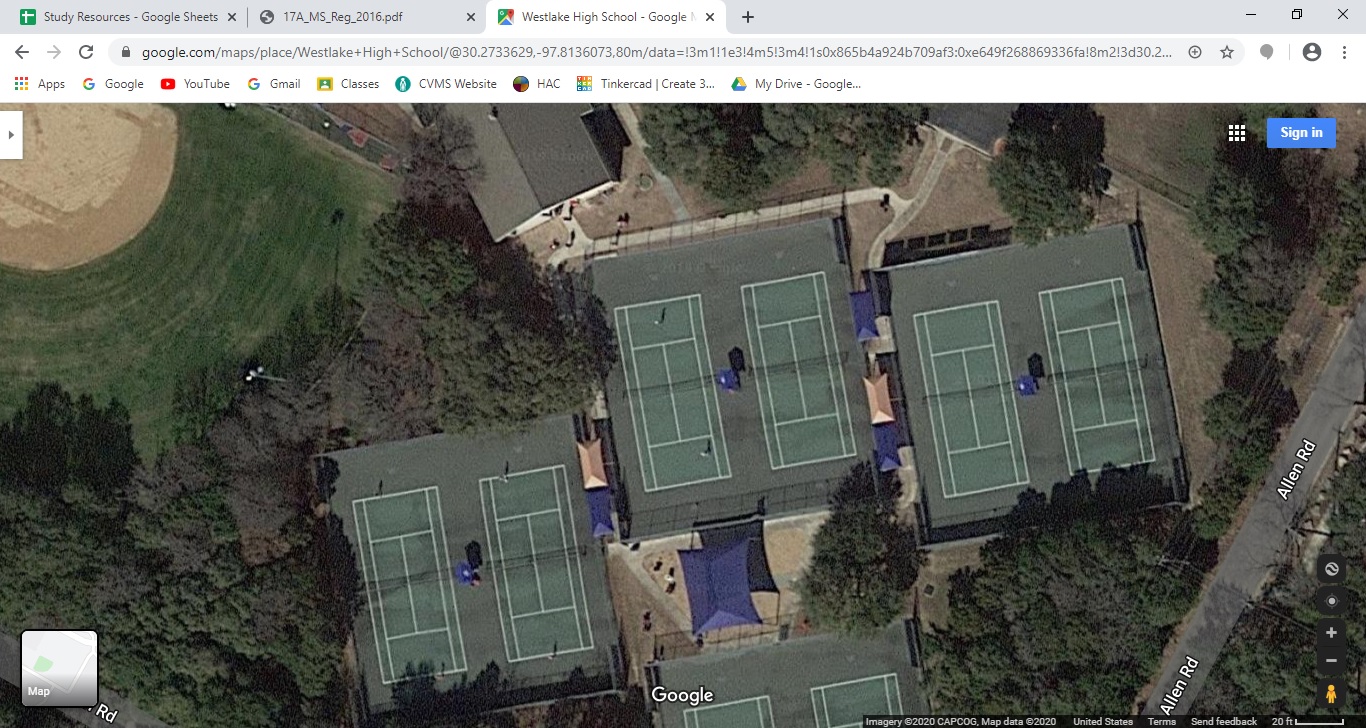 Study Resources - Google Sheets
17A_MS_Reg_2016.pdf
Westlake High School - Google M
google.com/maps/place/Westlake+High+School/@30.2733629,-97.8136073,80m/data=!3m1!1e3!4m5!3m4!1s0x865b4a924b709af3:0xe649f268869336fa!8m2!3d30.2...
Apps
Google
YouTube
Gmail
Classes
CVMS Website
HAC
Tinkercad | Create 3...
My Drive - Google...
Sign in
Allen Rd
Allen Rd
Map
Rd
Google
Imagery ©2020 CAPCOG, Map data ©2020 United States Terms Send feedback 20 ft